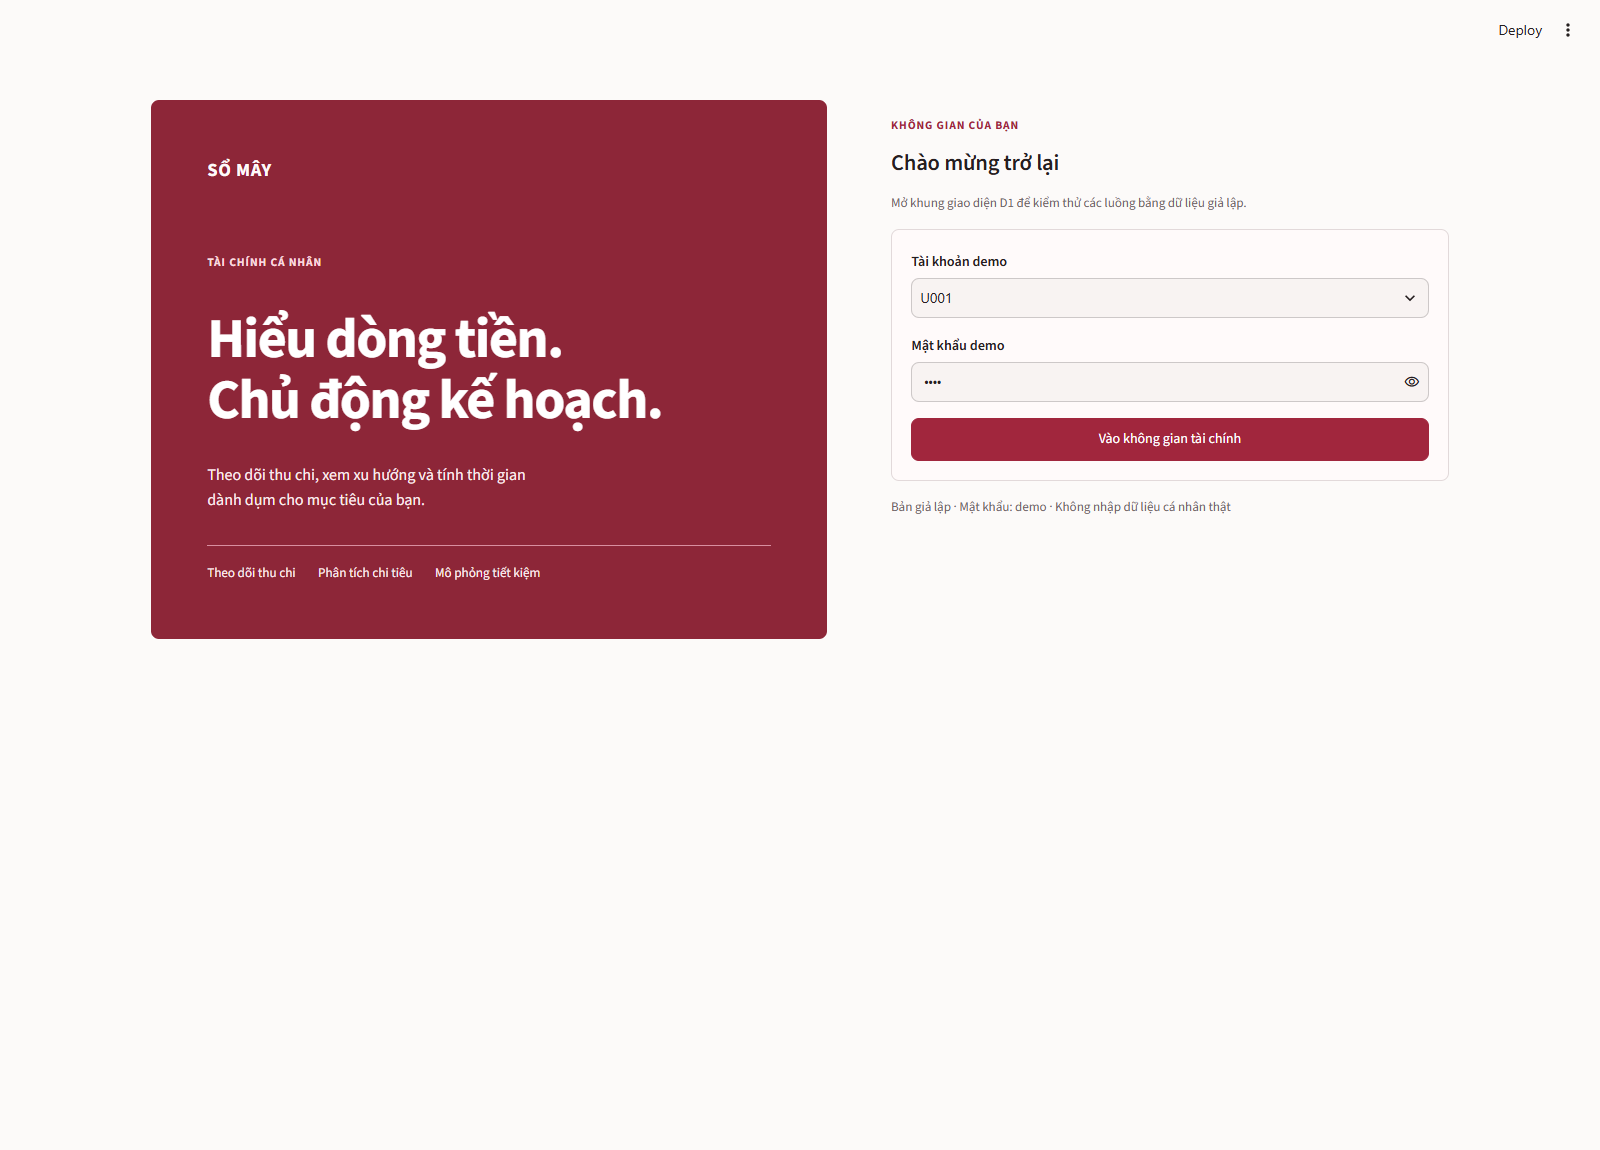 Deploy
SỔ MÂY
TÀI CHÍNH CÁ NHÂN
Hiểu dòng tiền.
Chủ động kế hoạch.
Theo dõi thu chi, xem xu hướng và tính thời gian
dành dụm cho mục tiêu của bạn.
Theo dõi thu chi
Phân tích chi tiêu
Mô phỏng tiết kiệm
KHÔNG GIAN CỦA BẠN
Chào mừng trở lại
Mở khung giao diện D1 để kiểm thử các luồng bằng dữ liệu giả lập.
Tài khoản demo
U001
Mật khẩu demo
••••
Vào không gian tài chính
Bản giả lập · Mật khẩu: demo · Không nhập dữ liệu cá nhân thật